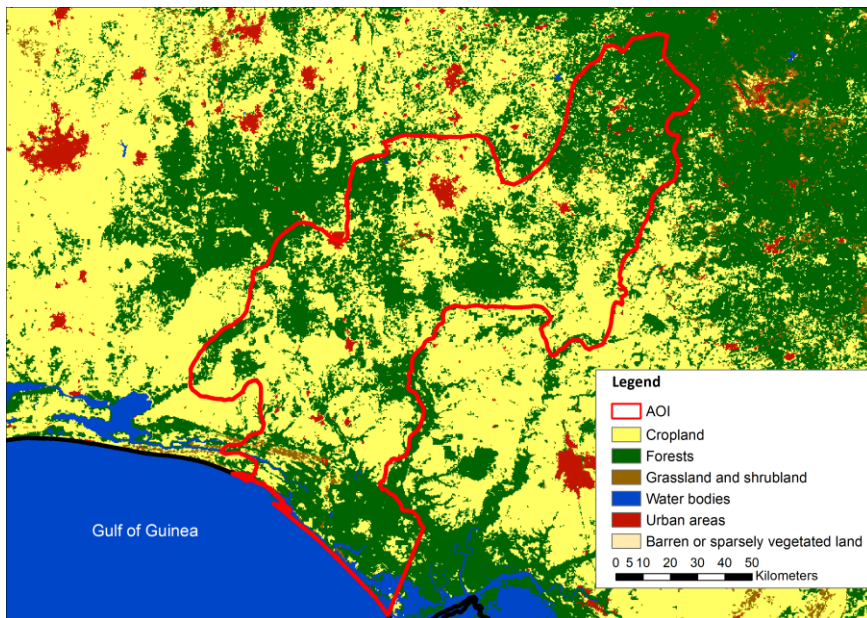 Gulf of Guinea
Legend
AOI
Cropland
Forests
Grassland and shrubland
Water bodies
Urban areas
Barren or sparsely vegetated land
0 5 10 20 30 40 50
Kilometers